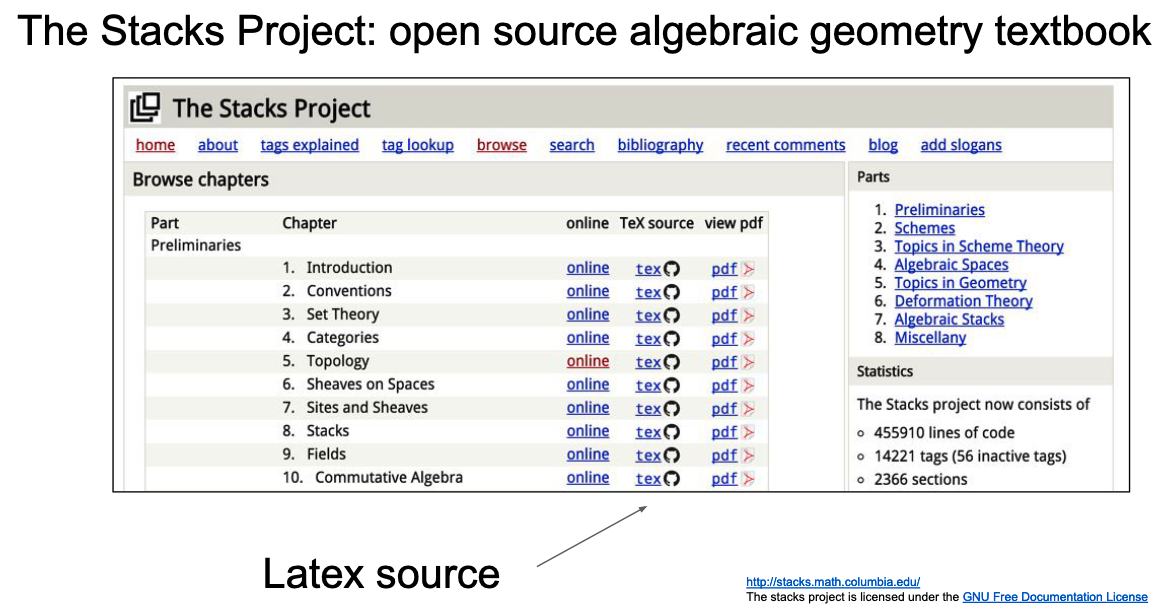 The Stacks Project: open source algebraic geometry textbook
The Stacks Project
home about tags explained tag lookup browse search bibliography recent comments blog add slogans
Browse chapters
Part Chapter online TeX source view pdf
Preliminaries
1. Introduction online tex pdf
2. Conventions online tex pdf
3. Set Theory online tex pdf
4. Categories online tex pdf
5. Topology online tex pdf
6. Sheaves on Spaces online tex pdf
7. Sites and Sheaves online tex pdf
8. Stacks online tex pdf
9. Fields online tex pdf
10. Commutative Algebra online tex pdf
Parts
1. Preliminaries
2. Schemes
3. Topics in Scheme Theory
4. Algebraic Spaces
5. Topics in Geometry
6. Deformation Theory
7. Algebraic Stacks
8. Miscellany
Statistics
The Stacks project now consists of
455910 lines of code
14221 tags (56 inactive tags)
2366 sections
Latex source
http://stacks.math.columbia.edu/
The stacks project is licensed under the GNU Free Documentation License